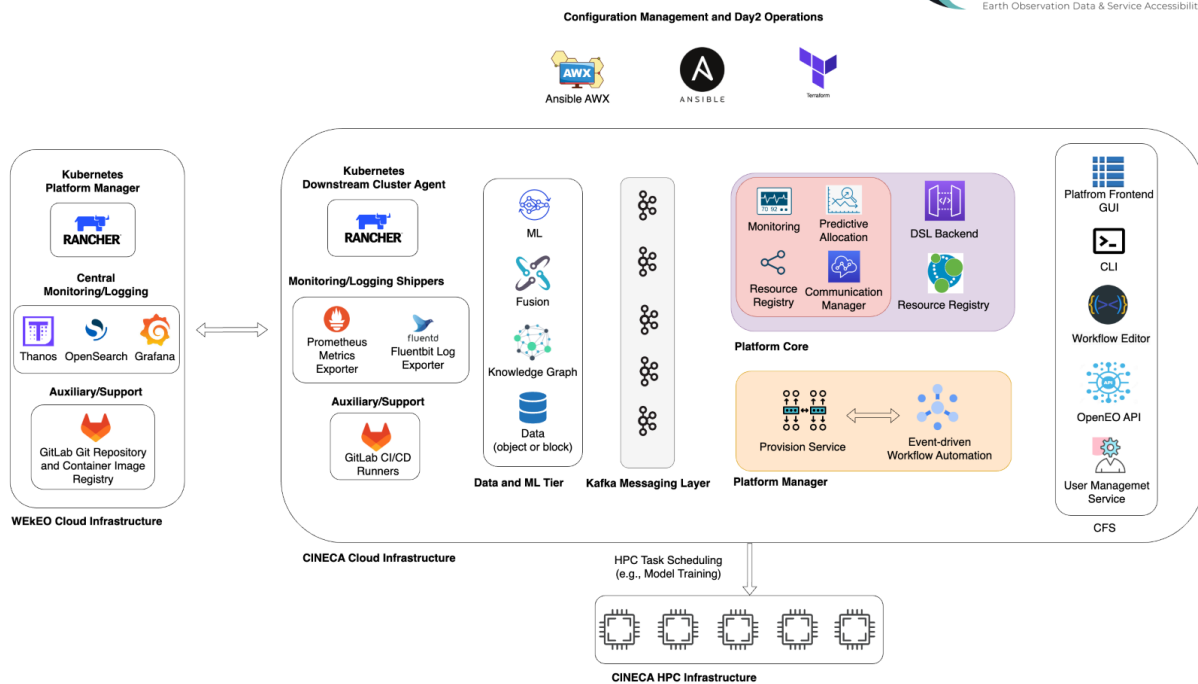 Earth Observation Data & Service Accessibilit
Configuration Management and Day2 Operations
AWX
Ansible AWX
ANSIBLE
Terraform
Kubernetes
Platform Manager
RANCHER
Central
Monitoring/Logging
Thanos
OpenSearch
Grafana
Auxiliary/Support
GitLab Git Repository
and Container Image
Registry
WEkEO Cloud Infrastructure
Kubernetes
Downstream Cluster Agent
RANCHER
Monitoring/Logging Shippers
Prometheus
Metrics
Exporter
fluentd
Fluentbit Log
Exporter
Auxiliary/Support
GitLab CI/CD
Runners
CINECA Cloud Infrastructure
ML
Fusion
Knowledge Graph
Data
(object or block)
Data and ML Tier
Kafka Messaging Layer
70 92
Monitoring
Predictive
Allocation
Resource
Registry
Communication
Manager
DSL Backend
Resource Registry
Platform Core
Provision Service
Event-driven
Workflow Automation
Platform Manager
Platfrom Frontend
GUI
CLI
Workflow Editor
API
OpenEO API
User Managemet
Service
CFS
HPC Task Scheduling
(e.g., Model Training)
CINECA HPC Infrastructure